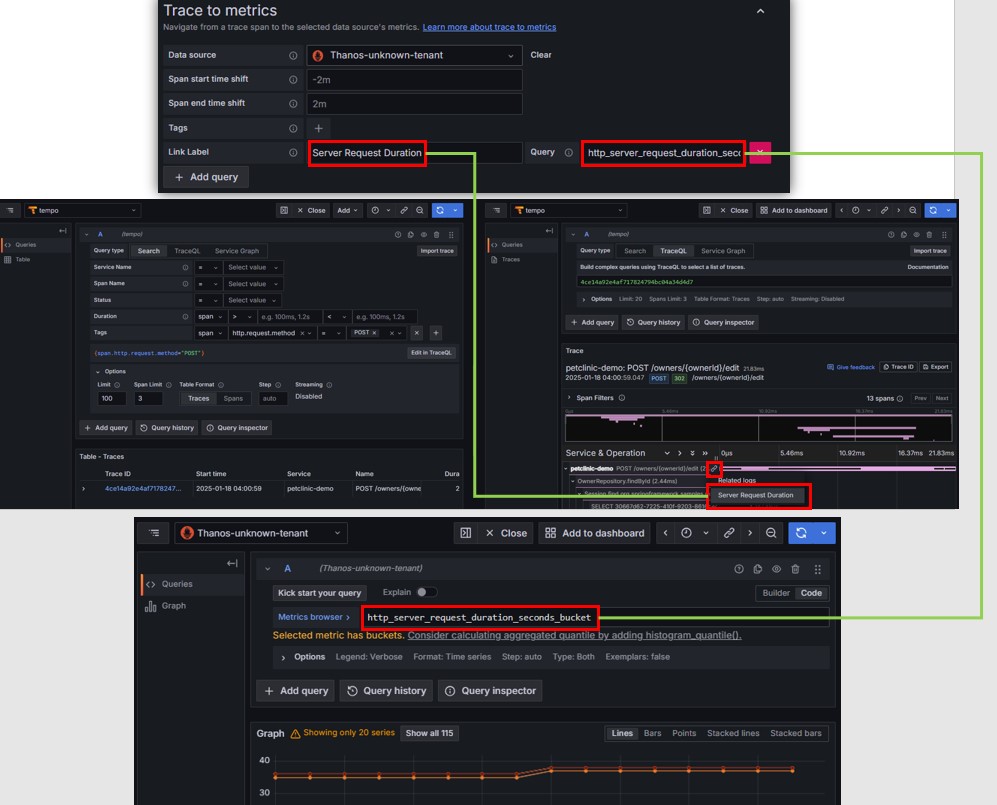 Trace to metrics
Navigate from a trace span to the selected data source's metrics. Learn more about trace to metrics
Data source Thanos-unknown-tenant Clear
Span start time shift -2m
Span end time shift 2m
Tags +
Link Label Server Request Duration Query http_server_request_duration_sec
+ Add query
tempo Close Add
Queries
Table
A (tempo)
Query type Search TraceQL Service Graph Import trace
Service Name = Select value
Span Name = Select value
Status = Select value
Duration span > e.g. 100ms, 1.2s < e.g. 100ms, 1.2s
Tags span http.request.method = POST × × +
{span.http.request.method="POST"} Edit in TraceQL
Options
Limit Span Limit Table Format Step Streaming
100 3 Traces Spans auto Disabled
+ Add query Query history Query inspector
Table - Traces
Trace ID Start time Service Name Dura
4ce14a92e4af7178247... 2025-01-18 04:00:59 petclinic-demo POST /owners/{owne 2
tempo Close Add to dashboard
Queries
Traces
A (tempo)
Query type Search TraceQL Service Graph Import trace
Build complex queries using TraceQL to select a list of traces. Documentation
4ce14a92e4af717824794bc04a34d4d7
Options Limit: 20 Spans Limit: 3 Table Format: Traces Step: auto Streaming: Disabled
+ Add query Query history Query inspector
Trace
petclinic-demo: POST /owners/{ownerId}/edit 21.83ms Give feedback Trace ID Export
2025-01-18 04:00:59.047 POST 302 /owners/{ownerId}/edit
Span Filters 13 spans Prev Next
0μs 5.46ms 10.92ms 16.37ms 21.83ms
Service & Operation 0μs 5.46ms 10.92ms 16.37ms 21.83ms
petclinic-demo POST /owners/{ownerId}/edit (2
OwnerRepository.findById (2.44ms) Related logs
Session find org.springframework.samples Server Request Duration
Thanos-unknown-tenant Close Add to dashboard
Queries
Graph
A (Thanos-unknown-tenant)
Kick start your query Explain Builder Code
Metrics browser > http_server_request_duration_seconds_bucket
Selected metric has buckets. Consider calculating aggregated quantile by adding histogram_quantile().
Options Legend: Verbose Format: Time series Step: auto Type: Both Exemplars: false
+ Add query Query history Query inspector
Graph Showing only 20 series Show all 115 Lines Bars Points Stacked lines Stacked bars
40
30